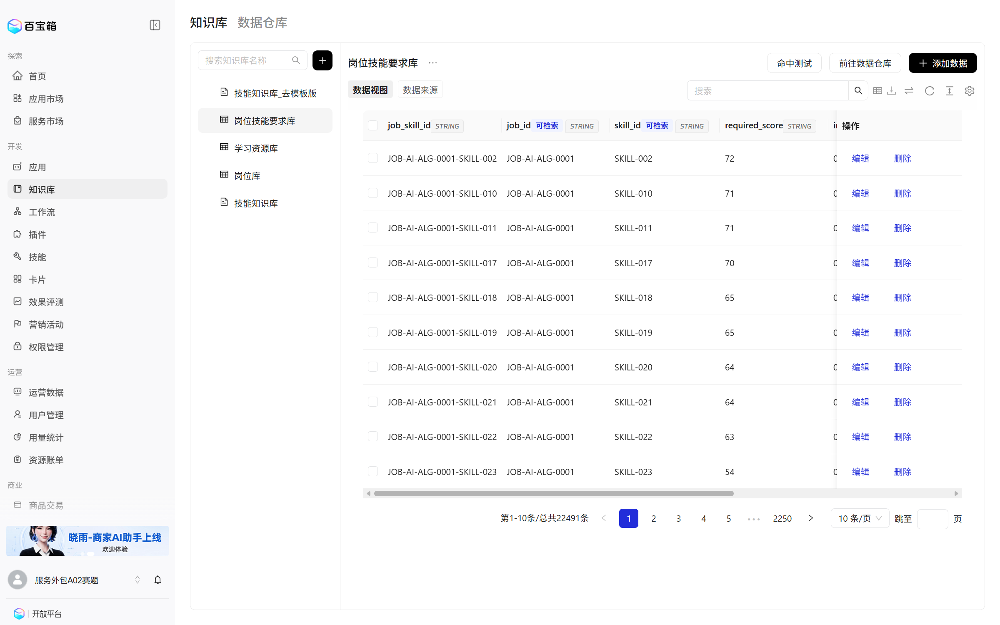 百宝箱
探索
首页
应用市场
服务市场
开发
应用
知识库
工作流
插件
技能
卡片
效果评测
营销活动
权限管理
运营
运营数据
用户管理
用量统计
资源账单
商业
商品交易
晓雨-商家AI助手上线
欢迎体验
服务外包A02赛题
开放平台
知识库 数据仓库
搜索知识库名称
技能知识库_去模板版
岗位技能要求库
学习资源库
岗位库
技能知识库
岗位技能要求库 ···
命中测试 前往数据仓库 添加数据
数据视图 数据来源
搜索
job_skill_id STRING job_id 可检索 STRING skill_id 可检索 STRING required_score STRING 操作
JOB-AI-ALG-0001-SKILL-002 JOB-AI-ALG-0001 SKILL-002 72 0 编辑 删除
JOB-AI-ALG-0001-SKILL-010 JOB-AI-ALG-0001 SKILL-010 71 0 编辑 删除
JOB-AI-ALG-0001-SKILL-011 JOB-AI-ALG-0001 SKILL-011 71 0 编辑 删除
JOB-AI-ALG-0001-SKILL-017 JOB-AI-ALG-0001 SKILL-017 70 0 编辑 删除
JOB-AI-ALG-0001-SKILL-018 JOB-AI-ALG-0001 SKILL-018 65 0 编辑 删除
JOB-AI-ALG-0001-SKILL-019 JOB-AI-ALG-0001 SKILL-019 65 0 编辑 删除
JOB-AI-ALG-0001-SKILL-020 JOB-AI-ALG-0001 SKILL-020 64 0 编辑 删除
JOB-AI-ALG-0001-SKILL-021 JOB-AI-ALG-0001 SKILL-021 64 0 编辑 删除
JOB-AI-ALG-0001-SKILL-022 JOB-AI-ALG-0001 SKILL-022 63 0 编辑 删除
JOB-AI-ALG-0001-SKILL-023 JOB-AI-ALG-0001 SKILL-023 54 0 编辑 删除
第1-10条/总共22491条 1 2 3 4 5 ••• 2250 10 条/页 跳至 页